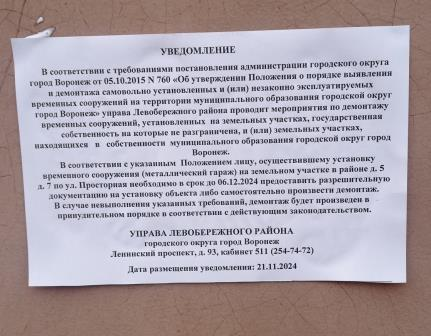 УВЕДОМЛЕНИЕ
В соответствии с требованиями постановления администрации городского округа
город Воронеж от 05.10.2015 N 760 «Об утверждении Положения о порядке выявления
и демонтажа самовольно установленных и (или) незаконно эксплуатируемых
временных сооружений на территории муниципального образования городской округ
город Воронеж» управа Левобережного района проводит мероприятия по демонтажу
временных сооружений, установленных на земельных участках, государственная
собственность на которые не разграничена, и (или) земельных участках,
находящихся в собственности муниципального образования городской округ город
Воронеж.
В соответствии с указанным Положением лицу, осуществившему установку
временного сооружения (металлический гараж) на земельном участке в районе д. 5
д. 7 по ул. Просторная необходимо в срок до 06.12.2024 предоставить разрешительную
документацию на установку объекта либо самостоятельно произвести демонтаж.
В случае невыполнения указанных требований, демонтаж будет произведен в
принудительном порядке в соответствии с действующим законодательством.
УПРАВА ЛЕВОБЕРЕЖНОГО РАЙОНА
городского округа город Воронеж
Ленинский проспект, д. 93, кабинет 511 (254-74-72)
Дата размещения уведомления: 21.11.2024